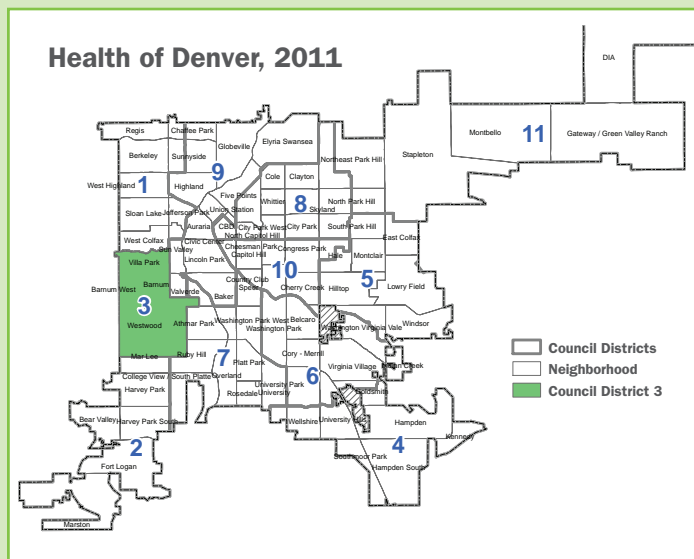 Health of Denver, 2011
DIA
Regis
Chaffee Park
Globeville
Elyria Swansea
Montbello
11
Gateway / Green Valley Ranch
Berkeley
Sunnyside
Northeast Park Hill
Stapleton
9
Cole
Clayton
West Highland
1
Highland
Five Points
Whittier
8
Skyland
North Park Hill
Sloan Lake
Jefferson Park
Union Station
Auraria
CBD
City Park West
City Park
South Park Hill
North Capitol Hill
West Colfax
Sun Valley
Civic Center
Cheesman Park
Congress Park
East Colfax
Villa Park
Lincoln Park
Capitol Hill
Hale
Montclair
10
5
Barnum West
Barnum
Valverde
Country Club
Speer
Cherry Creek
Hilltop
Lowry Field
3
Baker
Westwood
Athmar Park
Washington Park West
Belcaro
Washington Virginia Vale
Windsor
Washington Park
Mar Lee
Ruby Hill
7
Platt Park
Cory - Merrill
Virginia Village
Indian Creek
College View / South Platte
Overland
6
Harvey Park
Rosedale
University Park
University
Goldsmith
Bear Valley
Harvey Park South
Wellshire
University Hills
Hampden
Kennedy
2
4
Southmoor Park
Fort Logan
Hampden South
Marston
Council Districts
Neighborhood
Council District 3